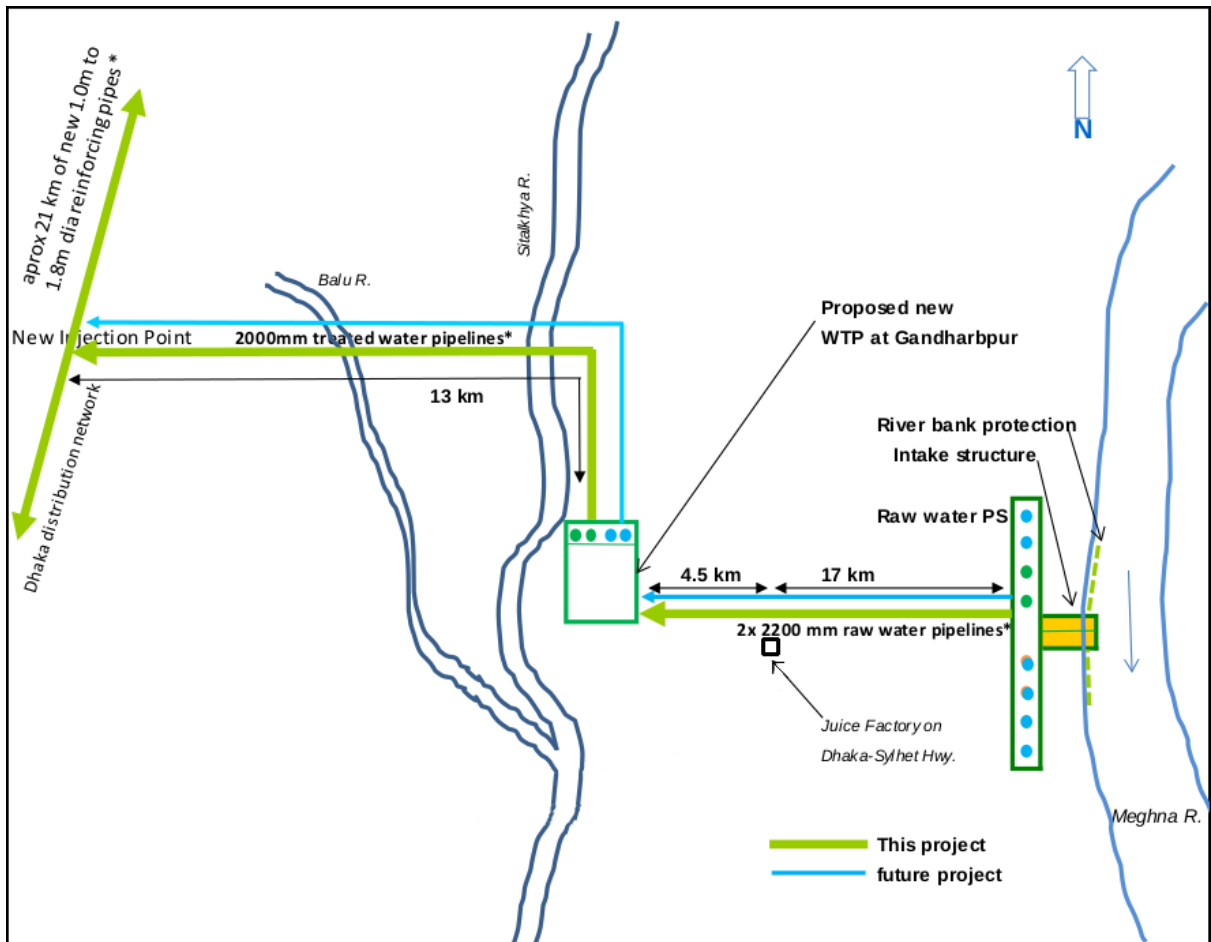 aprox 21 km of new 1.0m to
1.8m dia reinforcing pipes *
N
Sitalkhya R.
Balu R.
Proposed new
WTP at Gandharbpur
New Injection Point
2000mm treated water pipelines*
13 km
Dhaka distribution network
River bank protection
Intake structure
Raw water PS
4.5 km
17 km
2x 2200 mm raw water pipelines*
Juice Factory on
Dhaka-Sylhet Hwy.
Meghna R.
This project
future project